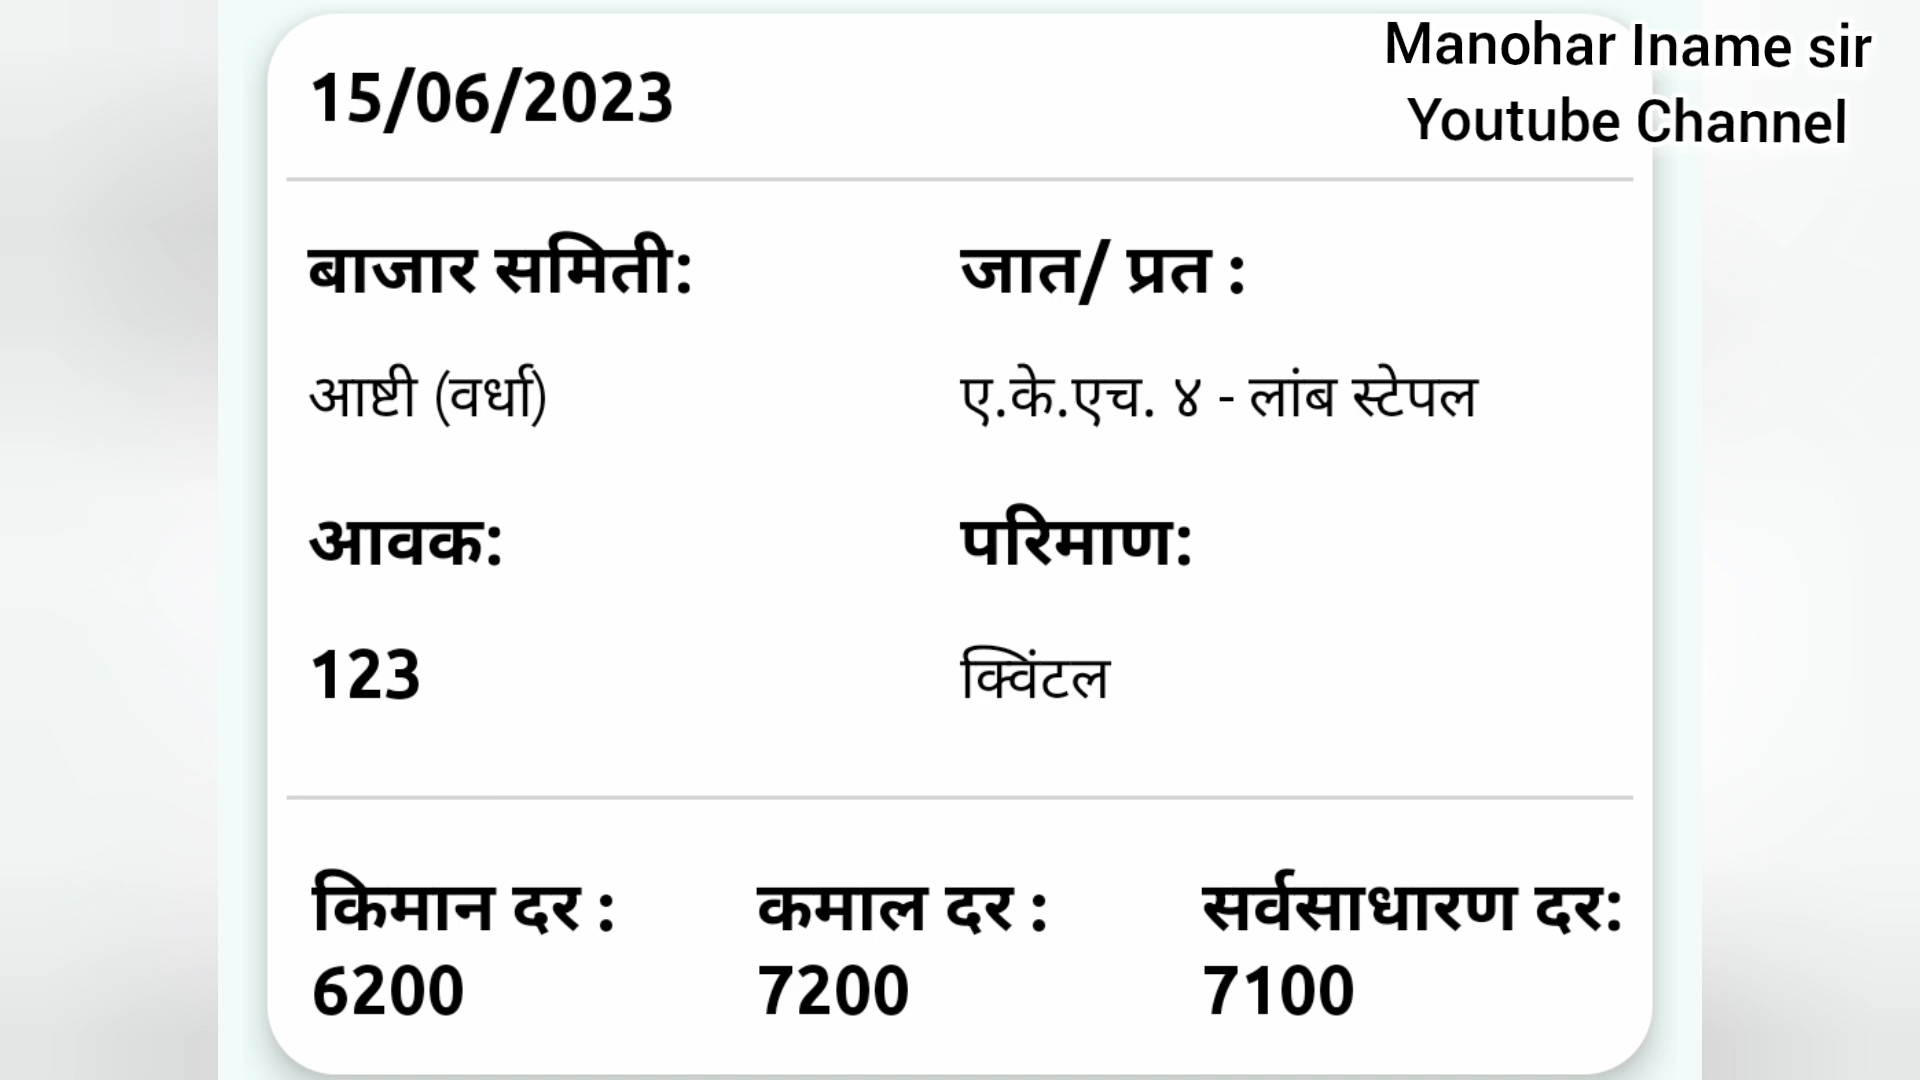 Manohar Iname sir
Youtube Channel
15/06/2023
बाजार समिती:
जात/ प्रत :
आष्टी (वर्धा)
ए.के.एच. ४ - लांब स्टेपल
आवक:
परिमाण:
123
क्विंटल
किमान दर :
कमाल दर :
सर्वसाधारण दर:
6200
7200
7100